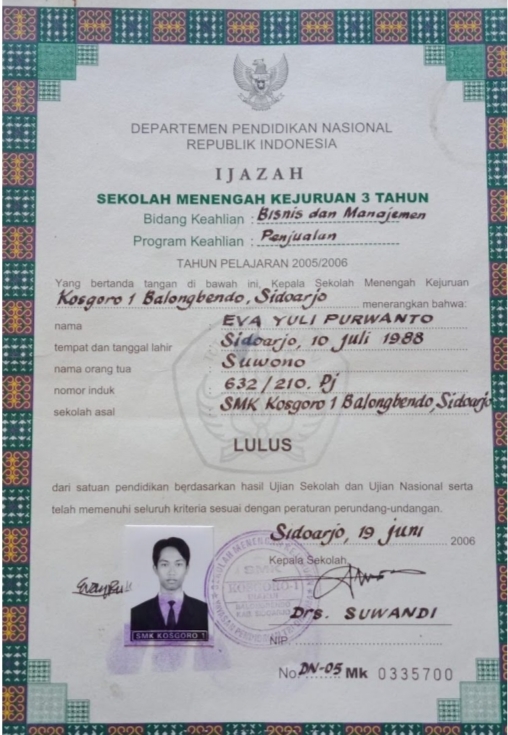 DEPARTEMEN PENDIDIKAN NASIONAL
REPUBLIK INDONESIA
IJAZAH
SEKOLAH MENENGAH KEJURUAN 3 TAHUN
Bidang Keahlian : Bisnis dan Manajemen
Program Keahlian : Penjualan
TAHUN PELAJARAN 2005/2006
Yang bertanda tangan di bawah ini, Kepala Sekolah Menengah Kejuruan
Kosgoro 1 Balongbendo, Sidoarjo menerangkan bahwa:
nama : EVA YULI PURWANTO
tempat dan tanggal lahir : Sidoarjo, 10 juli 1988
nama orang tua : Suwono
nomor induk : 632/210. Pj
sekolah asal : SMK Kosgoro 1 Balongbendo, Sidoarjo
LULUS
dari satuan pendidikan berdasarkan hasil Ujian Sekolah dan Ujian Nasional serta
telah memenuhi seluruh kriteria sesuai dengan peraturan perundang-undangan.
Sidoarjo, 19 juni 2006
Kepala Sekolah,
SMK
KOSGORO-1
SMK KOSGORO 1
Drs. SUWANDI
NIP.
No. DN-05 Mk 0335700